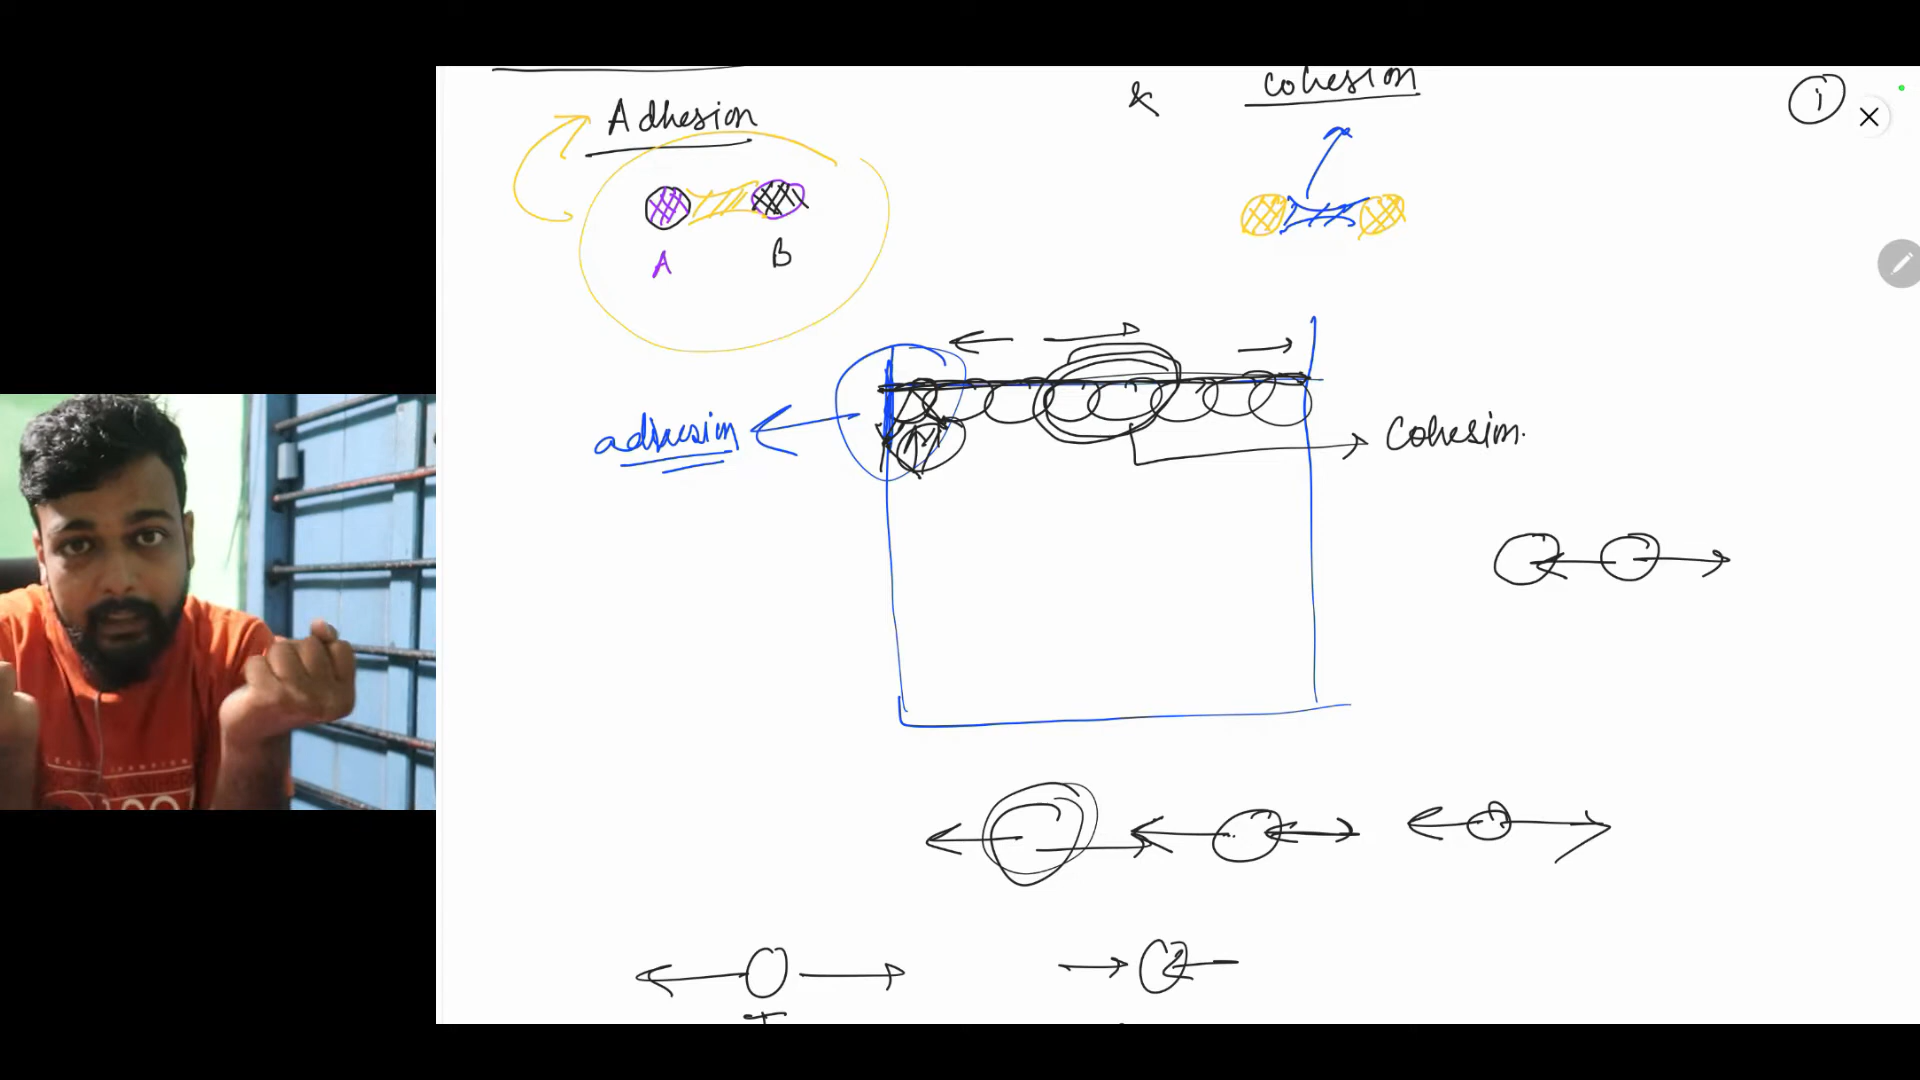 Adhesion
& Cohesion
i
A
B
adhesion
Cohesion.
T